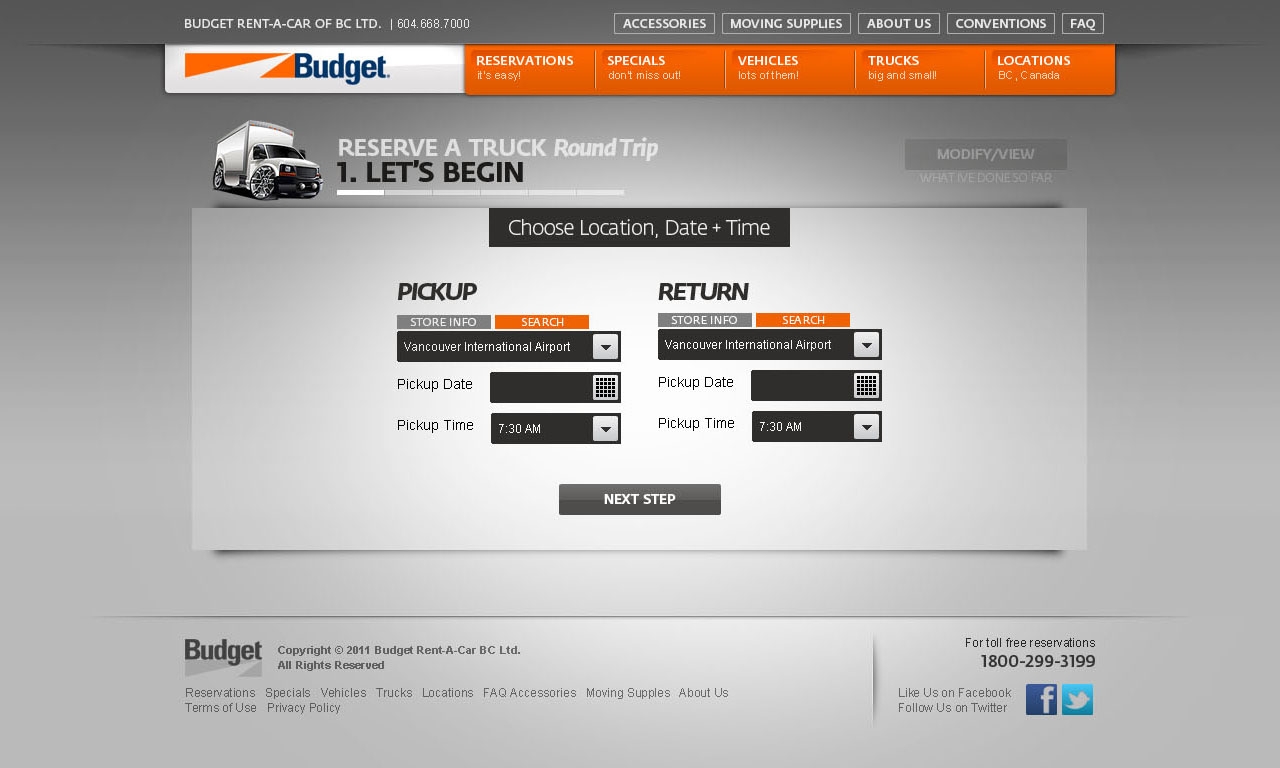 BUDGET RENT-A-CAR OF BC LTD. | 604.668.7000
ACCESSORIES MOVING SUPPLIES ABOUT US CONVENTIONS FAQ
Budget
RESERVATIONS SPECIALS VEHICLES TRUCKS LOCATIONS
it's easy! don't miss out! lots of them! big and small! BC , Canada
RESERVE A TRUCK Round Trip
1. LET'S BEGIN
MODIFY/VIEW
WHAT IVE DONE SO FAR
Choose Location, Date + Time
PICKUP
STORE INFO SEARCH
Vancouver International Airport
Pickup Date
Pickup Time 7:30 AM
RETURN
STORE INFO SEARCH
Vancouver International Airport
Pickup Date
Pickup Time 7:30 AM
NEXT STEP
Budget
Copyright © 2011 Budget Rent-A-Car BC Ltd.
All Rights Reserved
Reservations Specials Vehicles Trucks Locations FAQ Accessories Moving Supples About Us
Terms of Use Privacy Policy
For toll free reservations
1800-299-3199
Like Us on Facebook
Follow Us on Twitter